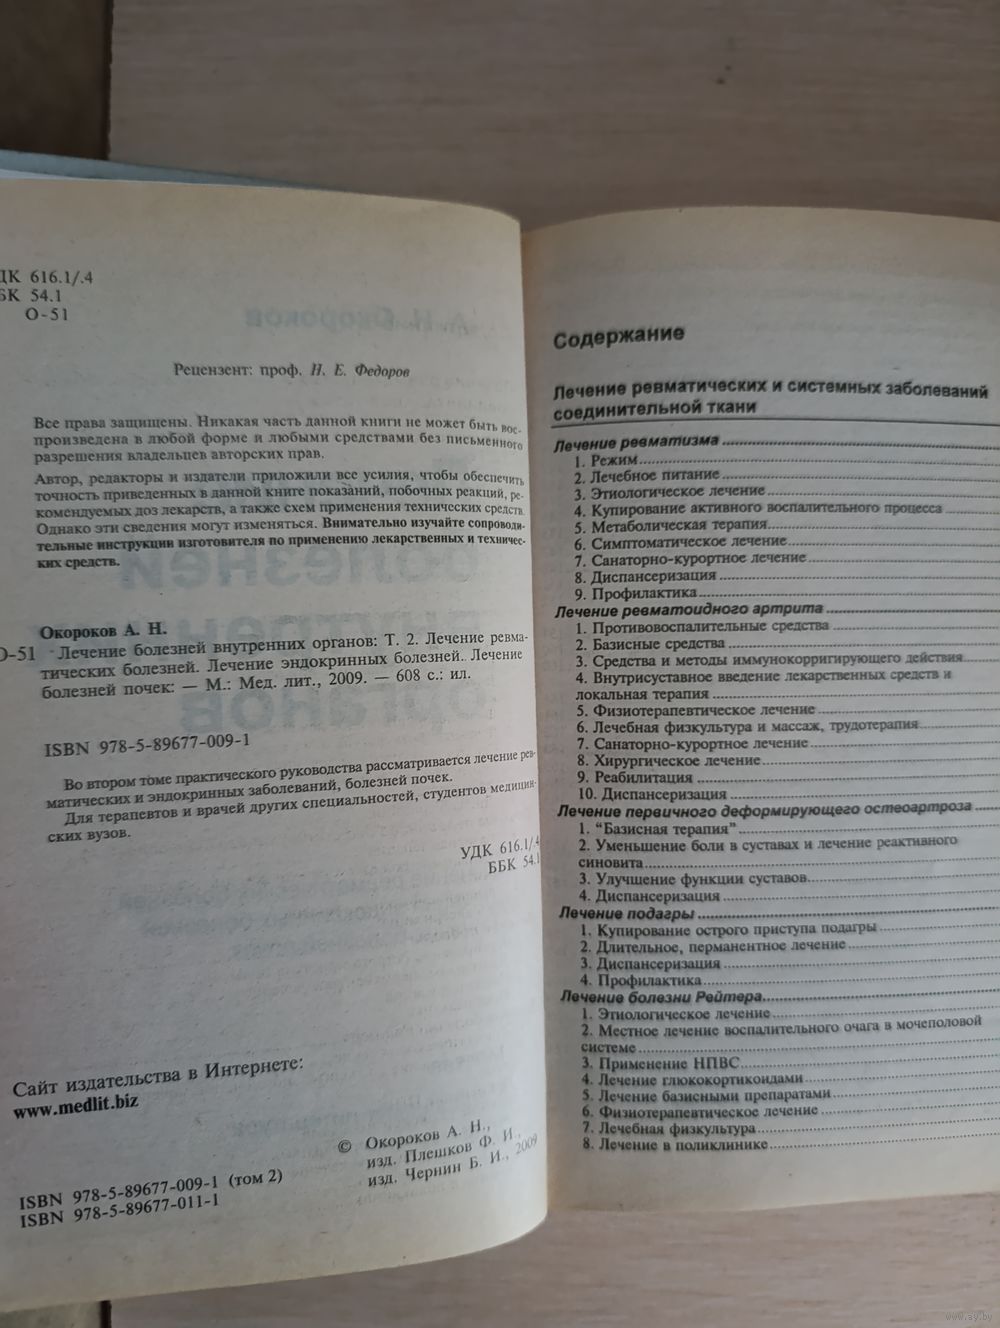 ДК 616.1/.4
БК 54.1
О-51
Рецензент: проф. Н. Е. Федоров
Все права защищены. Никакая часть данной книги не может быть вос-
произведена в любой форме и любыми средствами без письменного
разрешения владельцев авторских прав.
Автор, редакторы и издатели приложили все усилия, чтобы обеспечить
точность приведенных в данной книге показаний, побочных реакций, ре-
комендуемых доз лекарств, а также схем применения технических средств.
Однако эти сведения могут изменяться. Внимательно изучайте сопроводи-
тельные инструкции изготовителя по применению лекарственных и техничес-
ких средств.
Окороков А. Н.
О-51 Лечение болезней внутренних органов: Т. 2. Лечение ревма-
тических болезней. Лечение эндокринных болезней. Лечение
болезней почек: — М.: Мед. лит., 2009. — 608 с.: ил.
ISBN 978-5-89677-009-1
Во втором томе практического руководства рассматривается лечение рев-
матических и эндокринных заболеваний, болезней почек.
Для терапевтов и врачей других специальностей, студентов медицин-
ских вузов.
УДК 616.1/.4
ББК 54.1
Сайт издательства в Интернете:
www.medlit.biz
© Окороков А. Н.,
изд. Плешков Ф. И.,
изд. Чернин Б. И., 2009
ISBN 978-5-89677-009-1 (том 2)
ISBN 978-5-89677-011-1
Содержание
Лечение ревматических и системных заболеваний
соединительной ткани
Лечение ревматизма
1. Режим
2. Лечебное питание
3. Этиологическое лечение
4. Купирование активного воспалительного процесса
5. Метаболическая терапия
6. Симптоматическое лечение
7. Санаторно-курортное лечение
8. Диспансеризация
9. Профилактика
Лечение ревматоидного артрита
1. Противовоспалительные средства
2. Базисные средства
3. Средства и методы иммунокорригирующего действия
4. Внутрисуставное введение лекарственных средств и
локальная терапия
5. Физиотерапевтическое лечение
6. Лечебная физкультура и массаж, трудотерапия
7. Санаторно-курортное лечение
8. Хирургическое лечение
9. Реабилитация
10. Диспансеризация
Лечение первичного деформирующего остеоартроза
1. "Базисная терапия"
2. Уменьшение боли в суставах и лечение реактивного
синовита
3. Улучшение функции суставов
4. Диспансеризация
Лечение подагры
1. Купирование острого приступа подагры
2. Длительное, перманентное лечение
3. Диспансеризация
4. Профилактика
Лечение болезни Рейтера
1. Этиологическое лечение
2. Местное лечение воспалительного очага в мочеполовой
системе
3. Применение НПВС
4. Лечение глюкокортикоидами
5. Лечение базисными препаратами
6. Физиотерапевтическое лечение
7. Лечебная физкультура
8. Лечение в поликлинике
www.ay.by